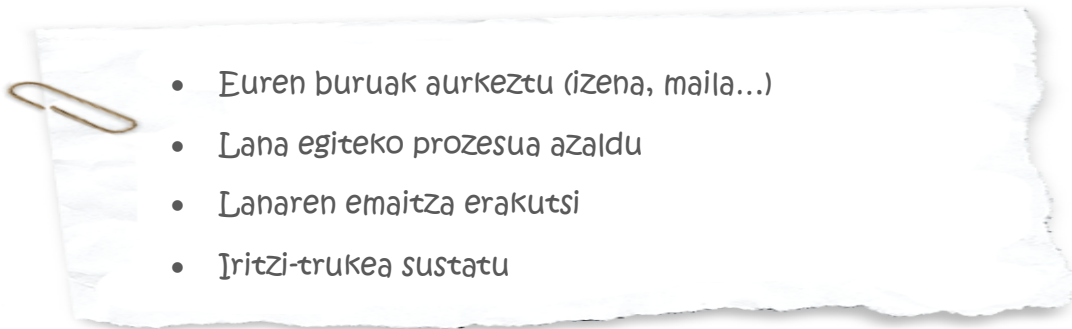 • Euren buruak aurkeztu (izena, maila...)
• Lana egiteko prozesua azaldu
• Lanaren emaitza erakutsi
• Iritzi-trukea sustatu